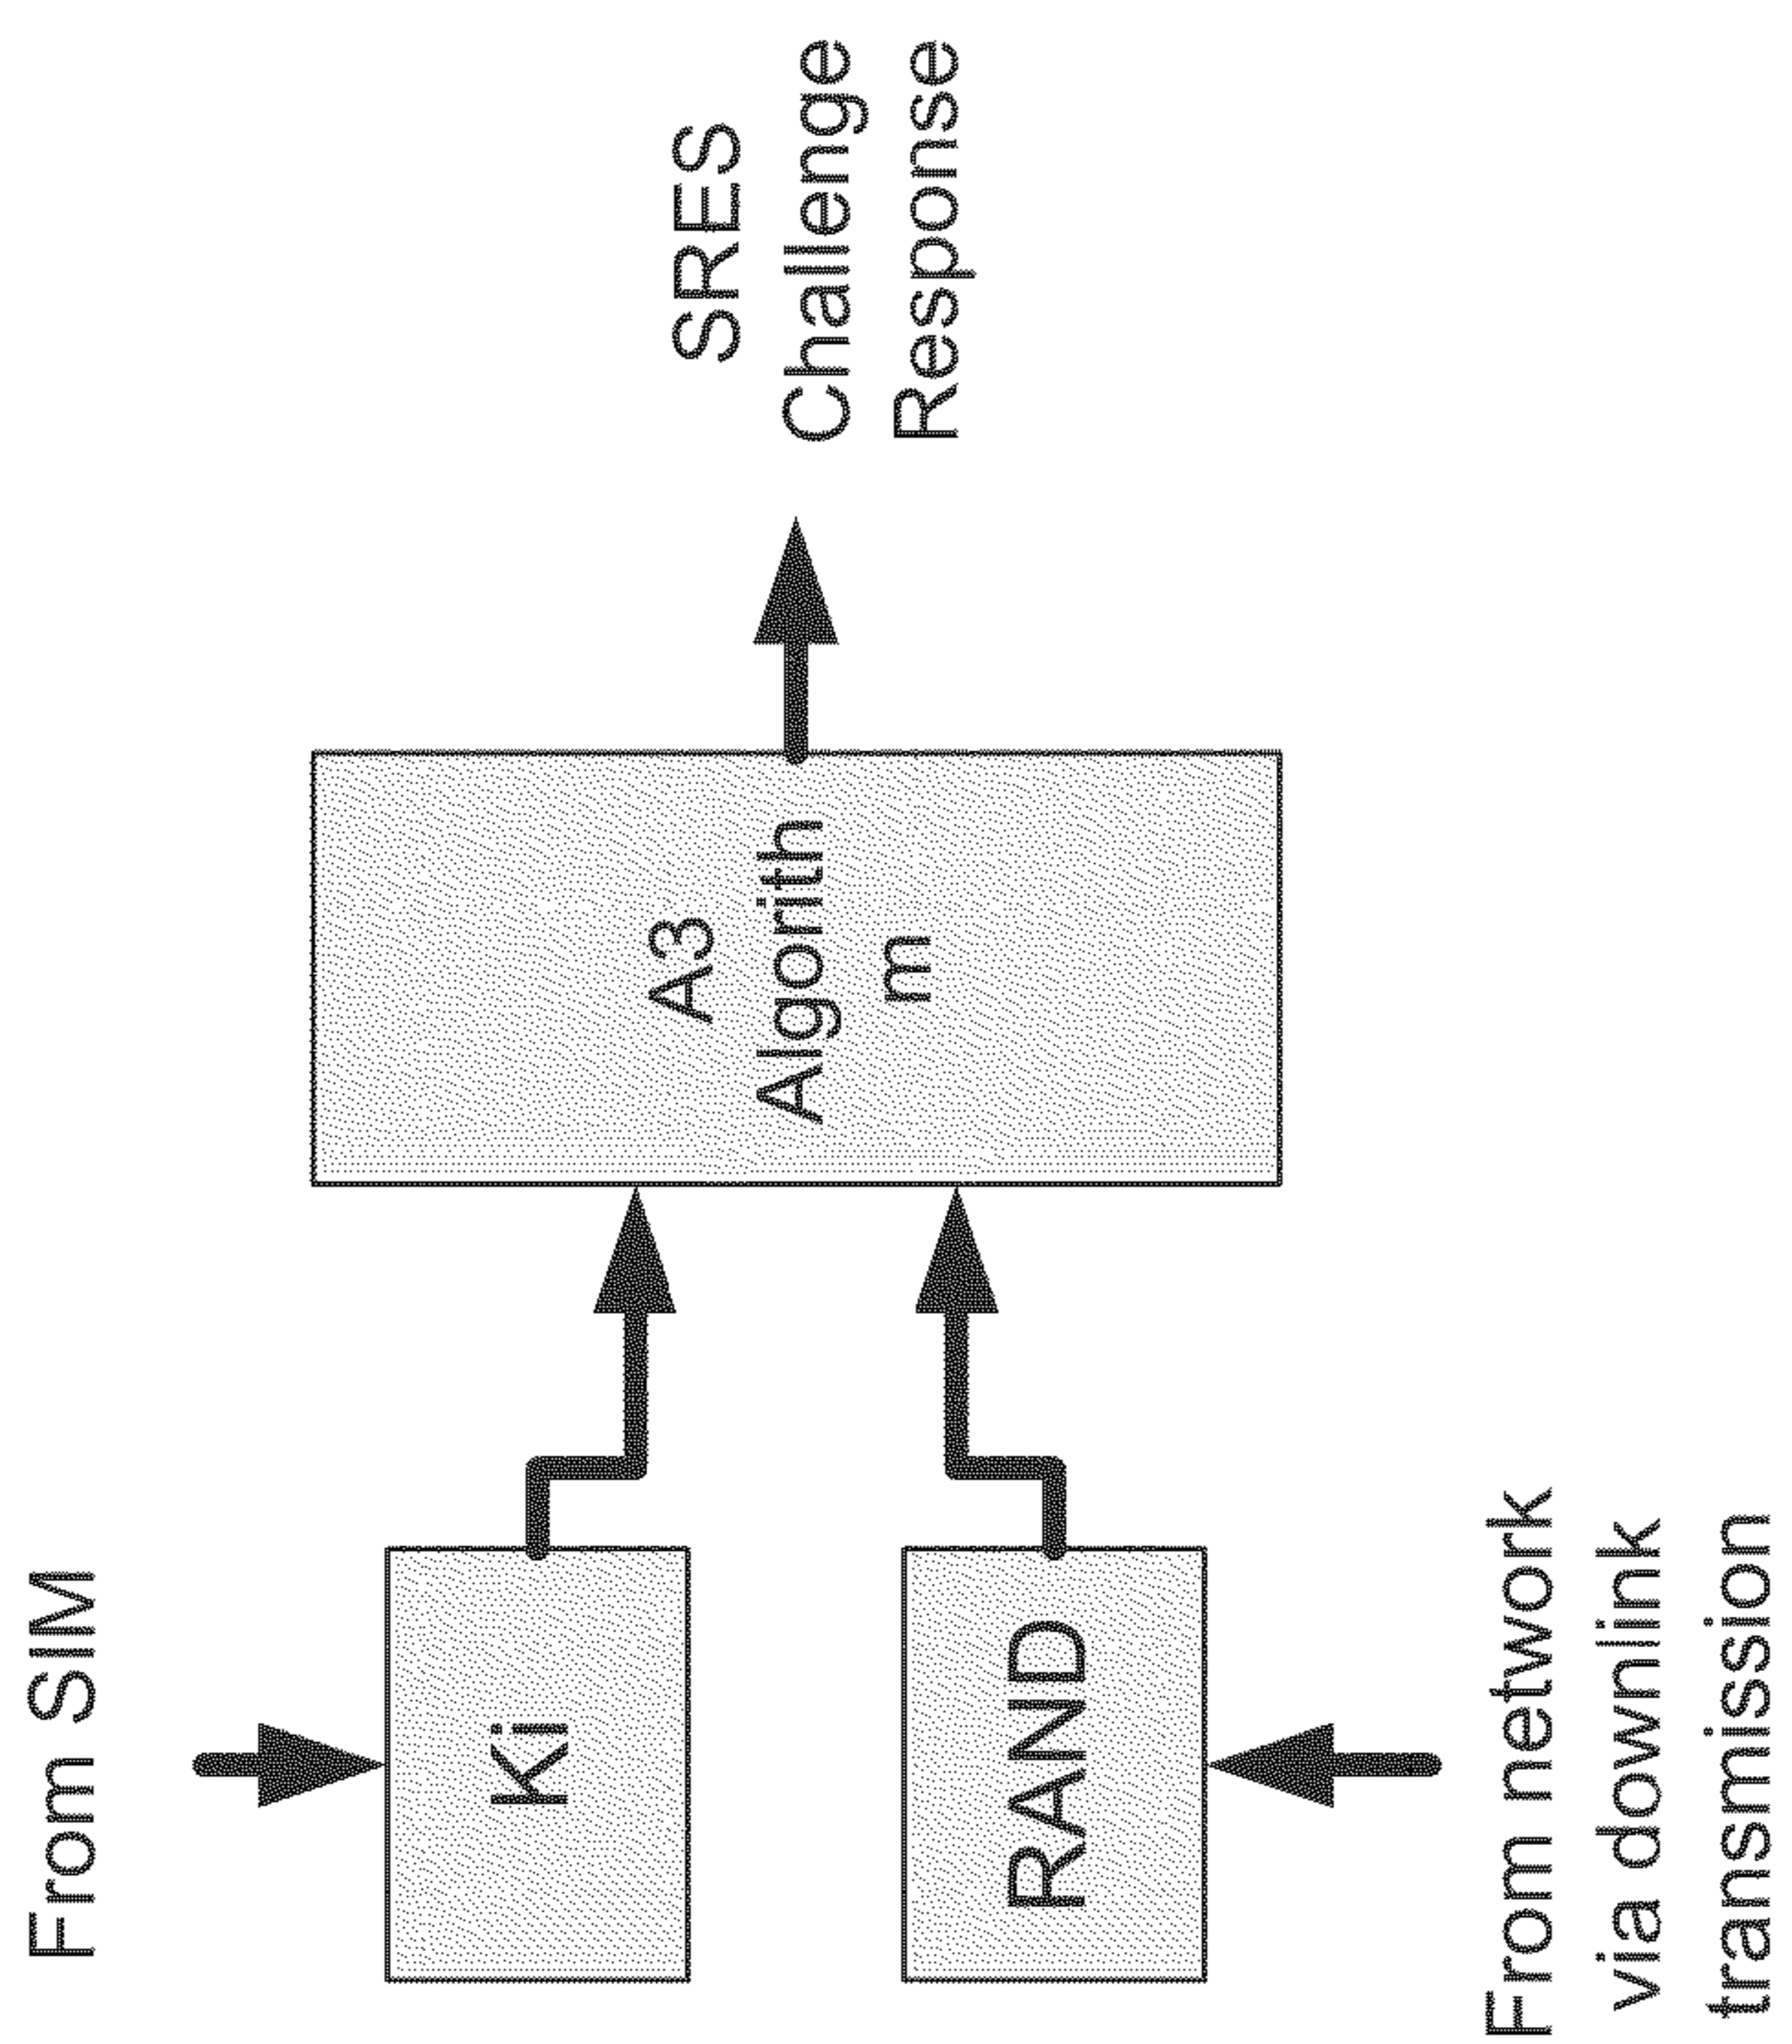 From SIM
Ki
RAND
From network
via downlink
transmission
A3
Algorith
m
SRES
Challenge
Response